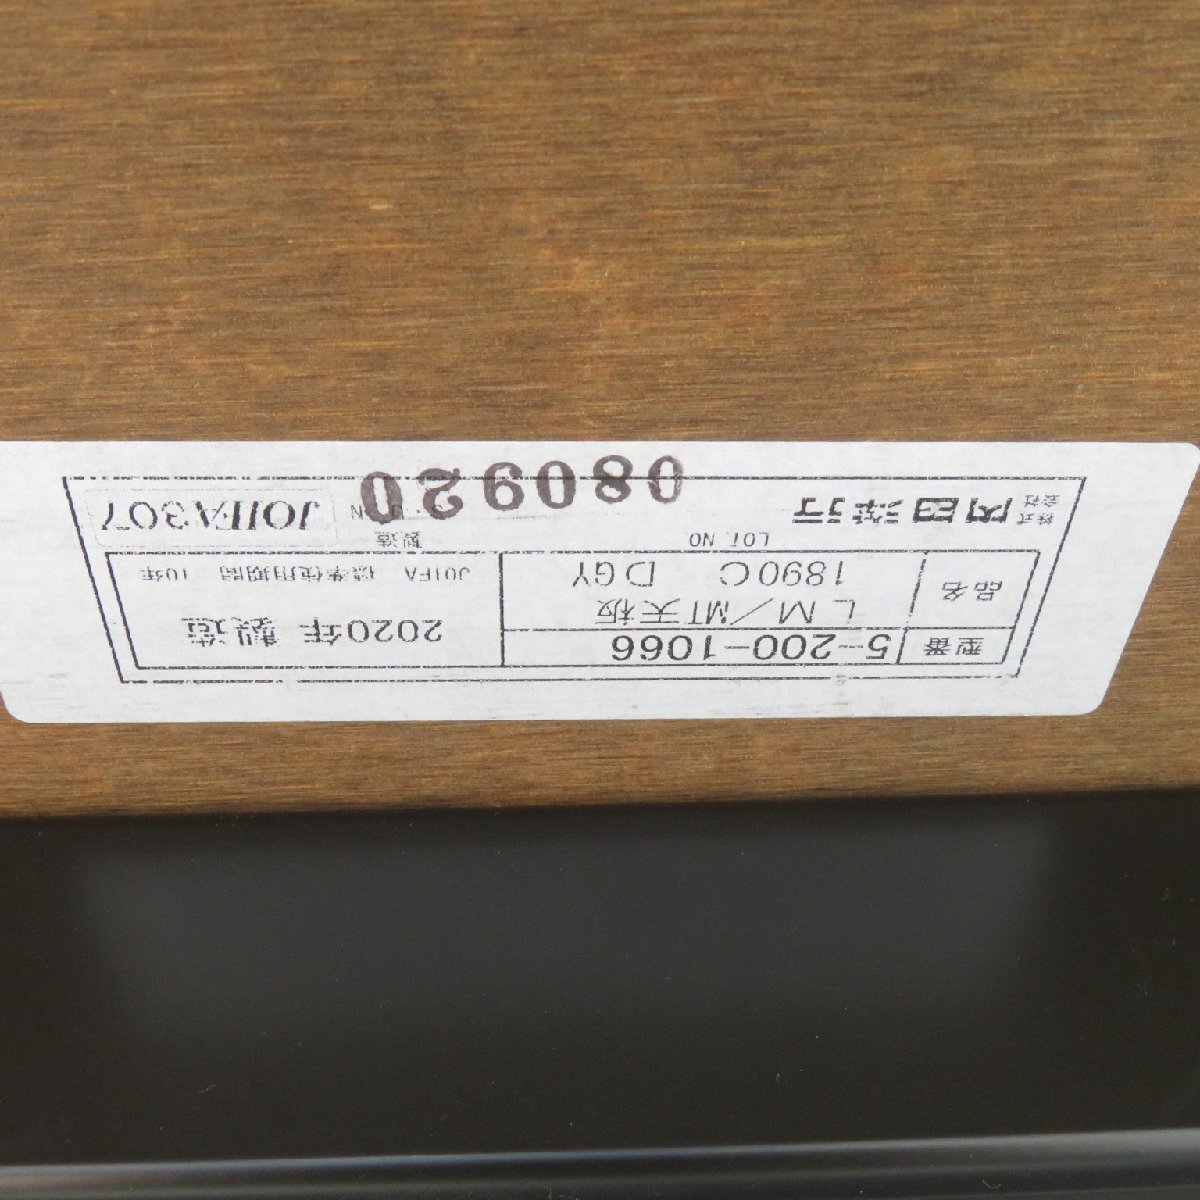 型番 5-200-1066
品名 LM/MT天板
1890C DGY
2020年 製造
JOIFA 標準使用期間 10年
LOT.NO
製造
株式会社 内田洋行
080920
JOIFA307